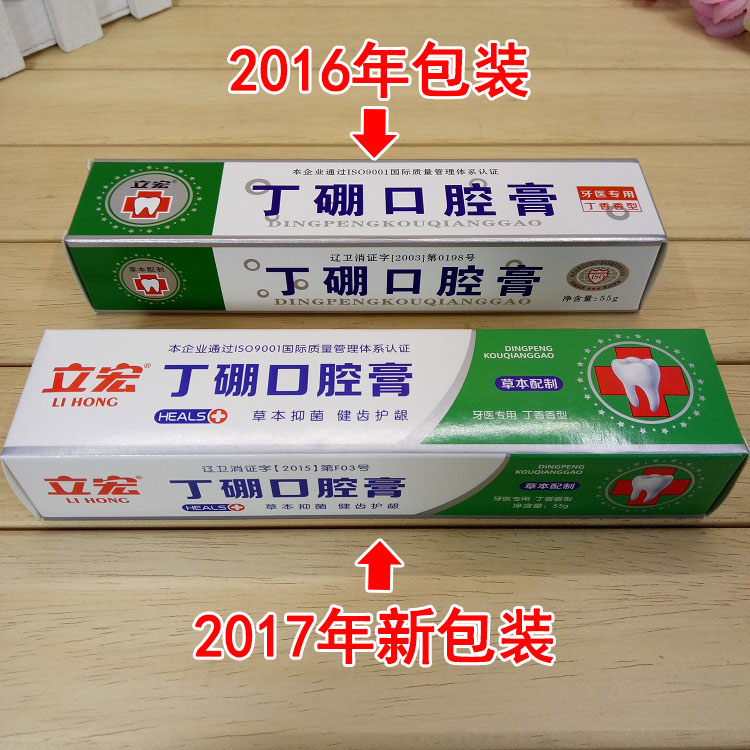 2016年包装
本企业通过ISO9001国际质量管理体系认证
立宏
丁硼口腔膏
DINGPENGKOUQIANGGAO
牙医专用
丁香香型
辽卫消证字[2003]第0198号
草本配制
丁硼口腔膏
DINGPENGKOUQIANGGAO
ISO
净含量:55g
本企业通过ISO9001国际质量管理体系认证
立宏®
LI HONG
丁硼口腔膏
HEALS
草本抑菌 健齿护龈
DINGPENG
KOUQIANGGAO
草本配制
牙医专用 丁香香型
辽卫消证字【2015】第F03号
立宏®
LI HONG
丁硼口腔膏
HEALS
草本抑菌 健齿护龈
DINGPENG
KOUQIANGGAO
草本配制
牙医专用 丁香香型
净含量:55g
2017年新包装